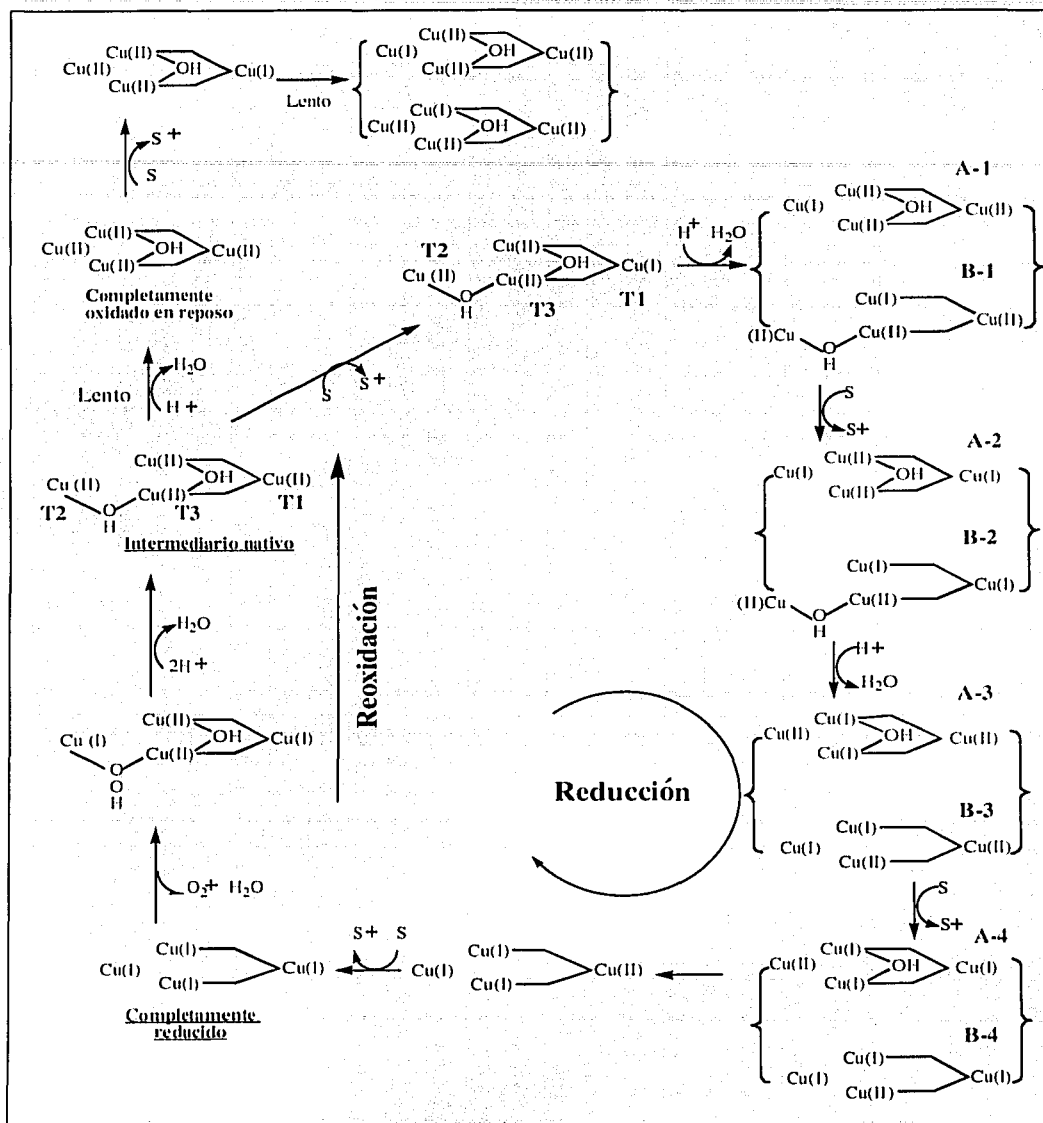 Cu(II) Cu(II)
Cu(II) OH Cu(I) Cu(I) OH Cu(II)
Cu(II) Cu(II)
Lento
Cu(I)
Cu(II) OH Cu(II)
Cu(II)
S+
S
Cu(II)
Cu(II) OH Cu(II)
Cu(II)
Completamente
oxidado en reposo
H2O
Lento
H+
S
S+
T2
Cu(II)
Cu (II) OH Cu(I)
Cu(II)
O
H
T3
T1
H+ H2O
A-1
Cu(II)
Cu(I) OH Cu(II)
Cu(II)
B-1
Cu(I)
Cu(II)
(II)Cu Cu(II)
O
H
S
S+
Cu(II)
Cu (II) OH Cu(II)
Cu(II)
T2 O T3 T1
H
Intermediario nativo
A-2
Cu(II)
Cu(I) OH Cu(I)
Cu(II)
B-2
Cu(I)
Cu(I)
(II)Cu Cu(II)
O
H
H2O
2H+
Reoxidación
H+
H2O
Cu(II)
Cu (I) OH Cu(I)
Cu(II)
O
O
H
Reducción
A-3
Cu(I)
Cu(II) OH Cu(II)
Cu(I)
B-3
Cu(I)
Cu(I) Cu(II)
Cu(II)
O2+ H2O
S
S+
Cu(I)
Cu(I) Cu(I)
Cu(I)
Completamente
reducido
S+ S
Cu(I)
Cu(I) Cu(II)
Cu(I)
A-4
Cu(I)
Cu(II) OH Cu(I)
Cu(I)
B-4
Cu(I)
Cu(I) Cu(I)
Cu(II)